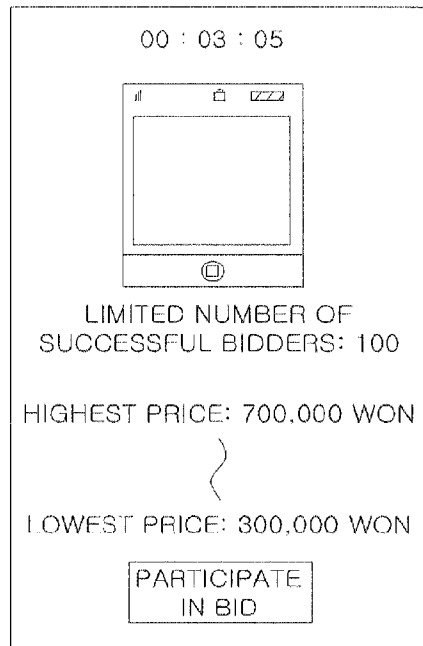 00 : 03 : 05
LIMITED NUMBER OF
SUCCESSFUL BIDDERS: 100
HIGHEST PRICE: 700,000 WON
LOWEST PRICE: 300,000 WON
PARTICIPATE
IN BID